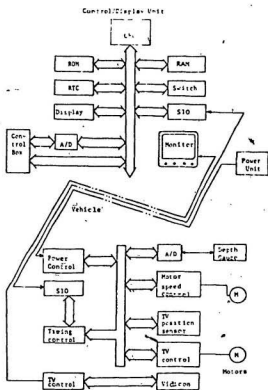 Control/Display Unit
ROM
RAM
RTC
Switch
Display
SIO
Con-
trol
Box
A/D
Monitor
Power
Unit
Vehicle
Power
Control
A/D
Depth
Gauge
SIO
Motor
speed
control
M
Timing
control
TV
position
sensor
TV
control
M
Motors
TV
Control
Vidicon